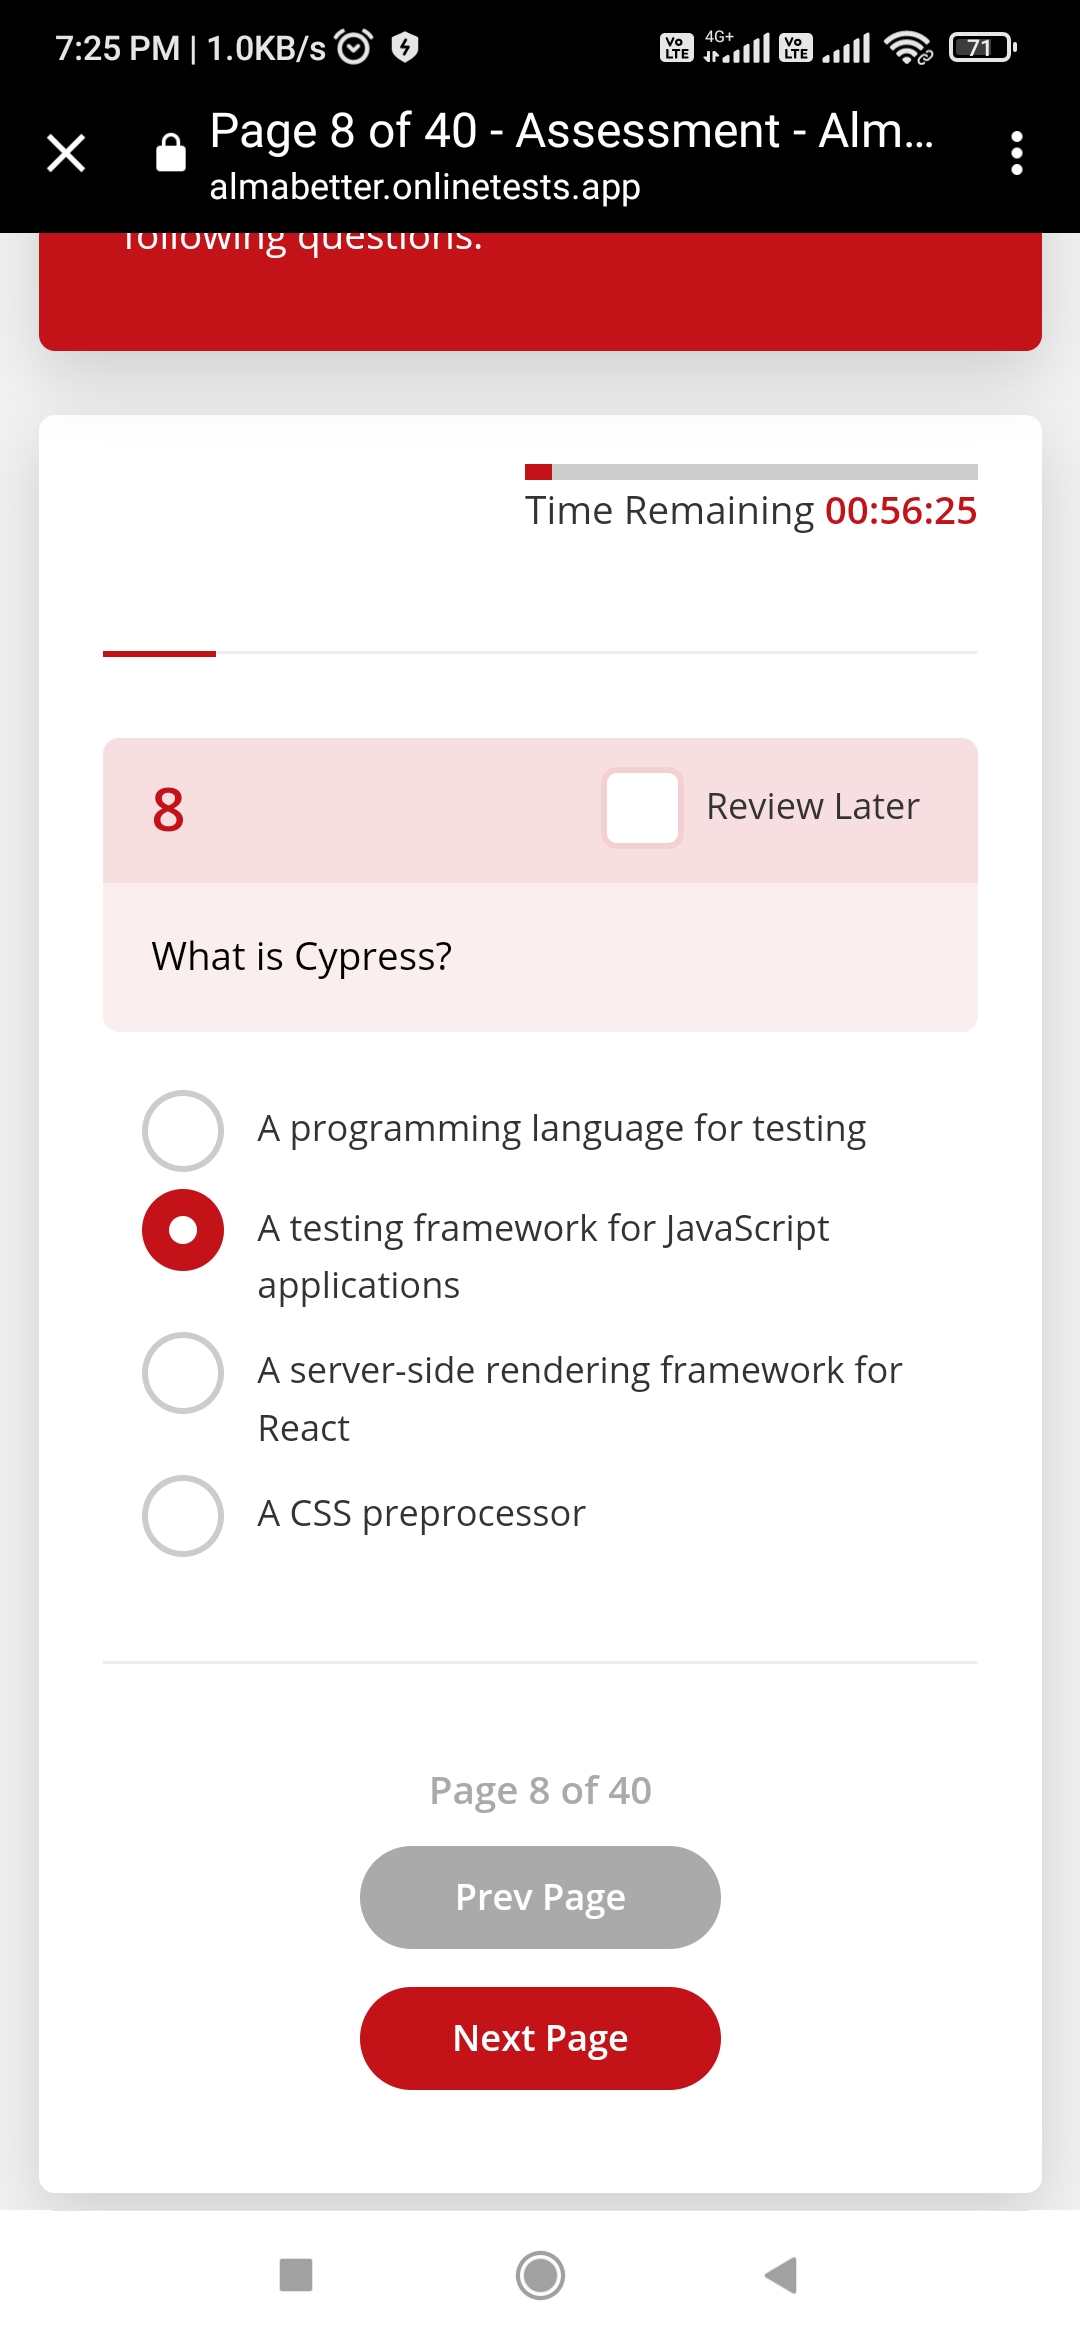 7:25 PM | 1.0KB/s
Vo LTE 4G+ Vo LTE 71
Page 8 of 40 - Assessment - Alm...
almabetter.onlinetests.app
following questions.
Time Remaining 00:56:25
8
Review Later
What is Cypress?
A programming language for testing
A testing framework for JavaScript
applications
A server-side rendering framework for
React
A CSS preprocessor
Page 8 of 40
Prev Page
Next Page